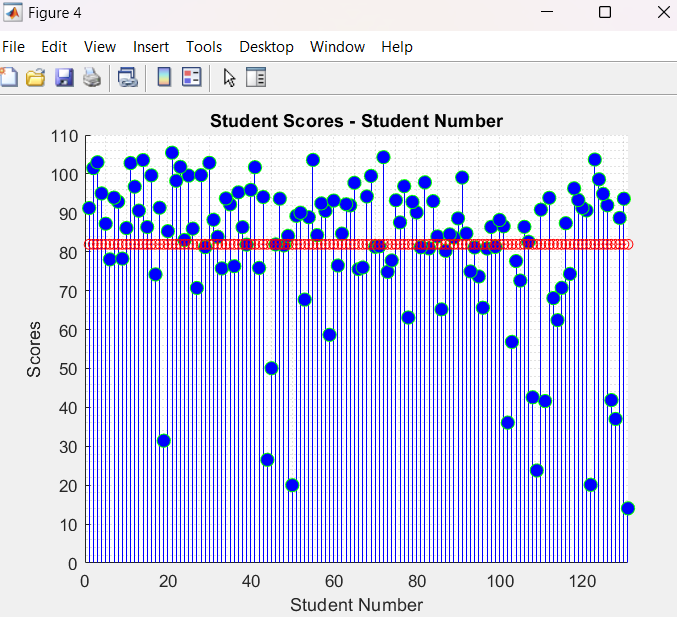 Figure 4
File Edit View Insert Tools Desktop Window Help
Student Scores - Student Number
110
100
90
80
70
60
50
40
30
20
10
0
Scores
0 20 40 60 80 100 120
Student Number